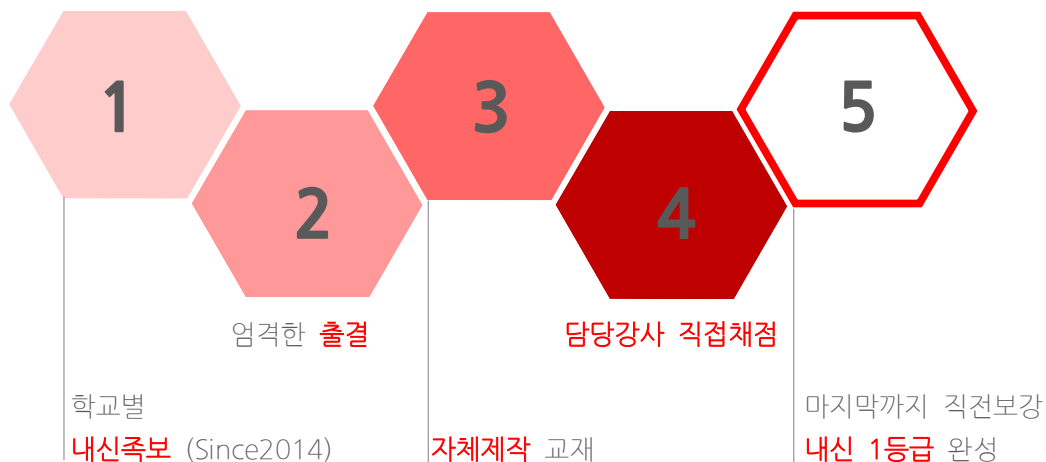 1
2
3
4
5
엄격한 출결
담당강사 직접채점
학교별
내신족보 (Since2014)
자체제작 교재
마지막까지 직전보강
내신 1등급 완성